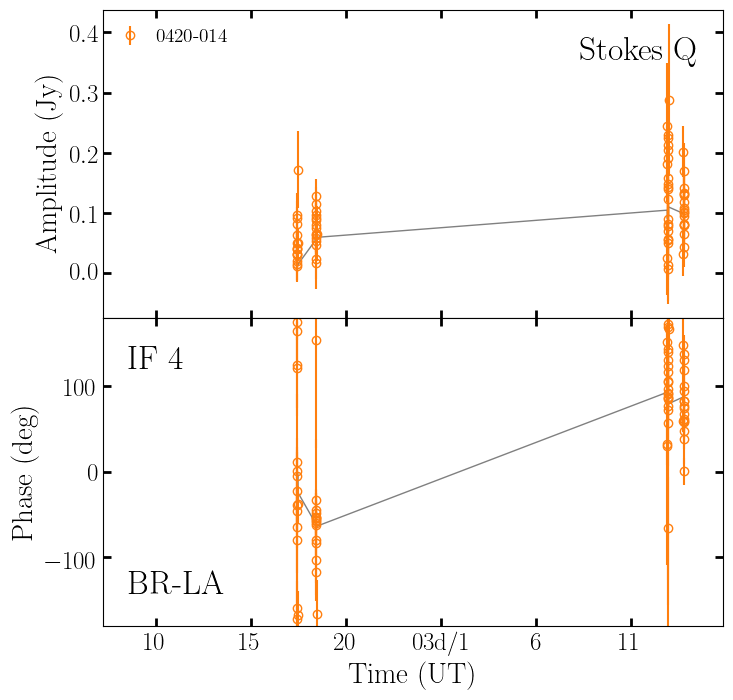 0420-014
Stokes Q
0.4
0.3
0.2
0.1
0.0
Amplitude (Jy)
IF 4
100
0
−100
Phase (deg)
BR-LA
10 15 20 03d/1 6 11
Time (UT)